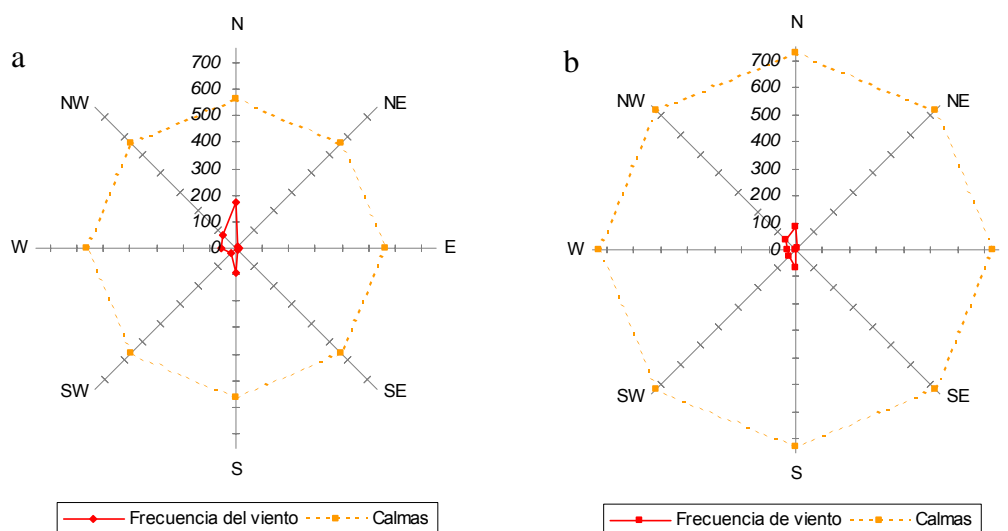 a
N
700
600
500
400
300
200
100
0
NW
NE
W
E
SW
SE
S
Frecuencia del viento Calmas
b
N
700
600
500
400
300
200
100
0
NW
NE
W
E
SW
SE
S
Frecuencia de viento Calmas